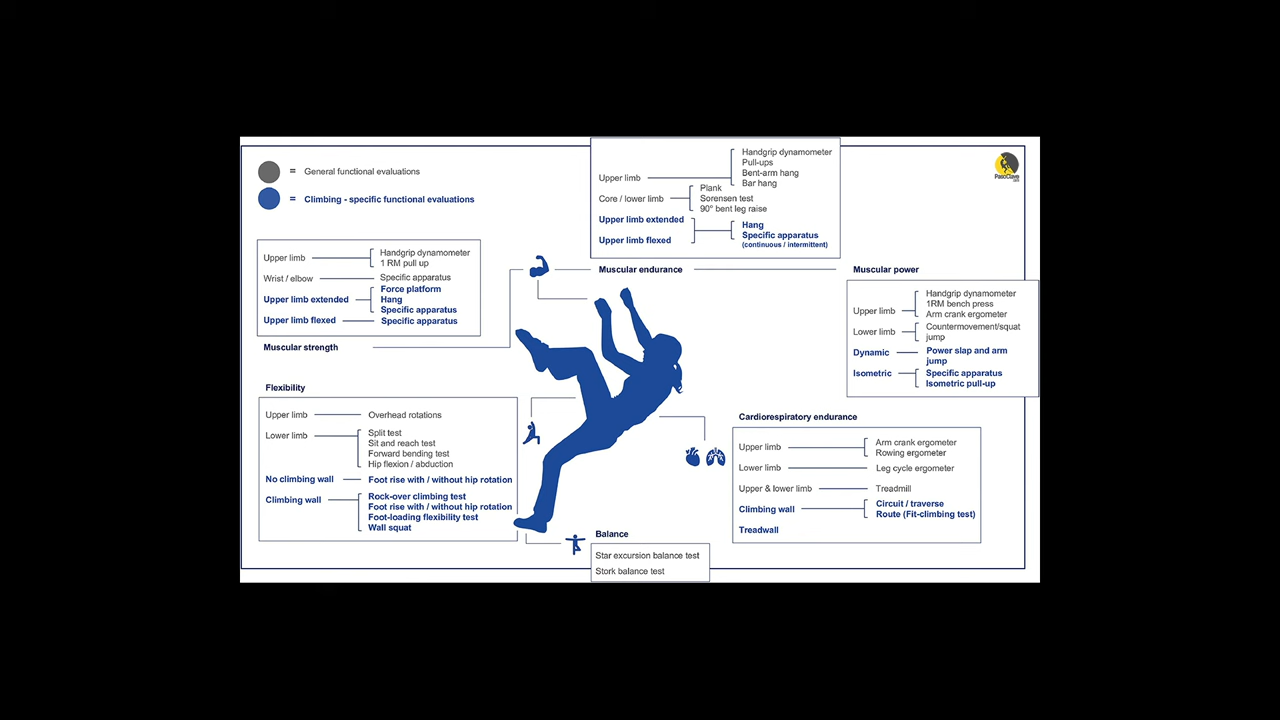 = General functional evaluations
= Climbing - specific functional evaluations
PasoClave
Upper limb
Handgrip dynamometer
Pull-ups
Bent-arm hang
Bar hang
Core / lower limb
Plank
Sorensen test
90° bent leg raise
Upper limb extended
Upper limb flexed
Hang
Specific apparatus
(continuous / intermittent)
Muscular endurance
Upper limb
Handgrip dynamometer
1 RM pull up
Wrist / elbow
Specific apparatus
Upper limb extended
Force platform
Hang
Specific apparatus
Upper limb flexed
Specific apparatus
Muscular strength
Muscular power
Upper limb
Handgrip dynamometer
1RM bench press
Arm crank ergometer
Lower limb
Countermovement/squat
jump
Dynamic
Power slap and arm
jump
Isometric
Specific apparatus
Isometric pull-up
Flexibility
Upper limb
Overhead rotations
Lower limb
Split test
Sit and reach test
Forward bending test
Hip flexion / abduction
No climbing wall
Foot rise with / without hip rotation
Climbing wall
Rock-over climbing test
Foot rise with / without hip rotation
Foot-loading flexibility test
Wall squat
Cardiorespiratory endurance
Upper limb
Arm crank ergometer
Rowing ergometer
Lower limb
Leg cycle ergometer
Upper & lower limb
Treadmill
Climbing wall
Circuit / traverse
Route (Fit-climbing test)
Treadwall
Balance
Star excursion balance test
Stork balance test